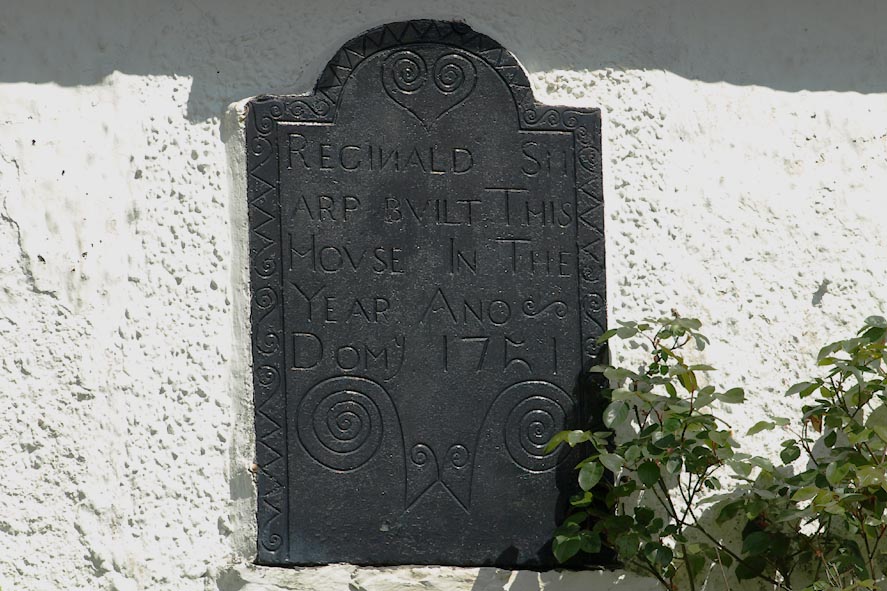 REGINALD SH
ARP BVILT THIS
HOVSE IN THE
YEAR ANO
DOMY 1751